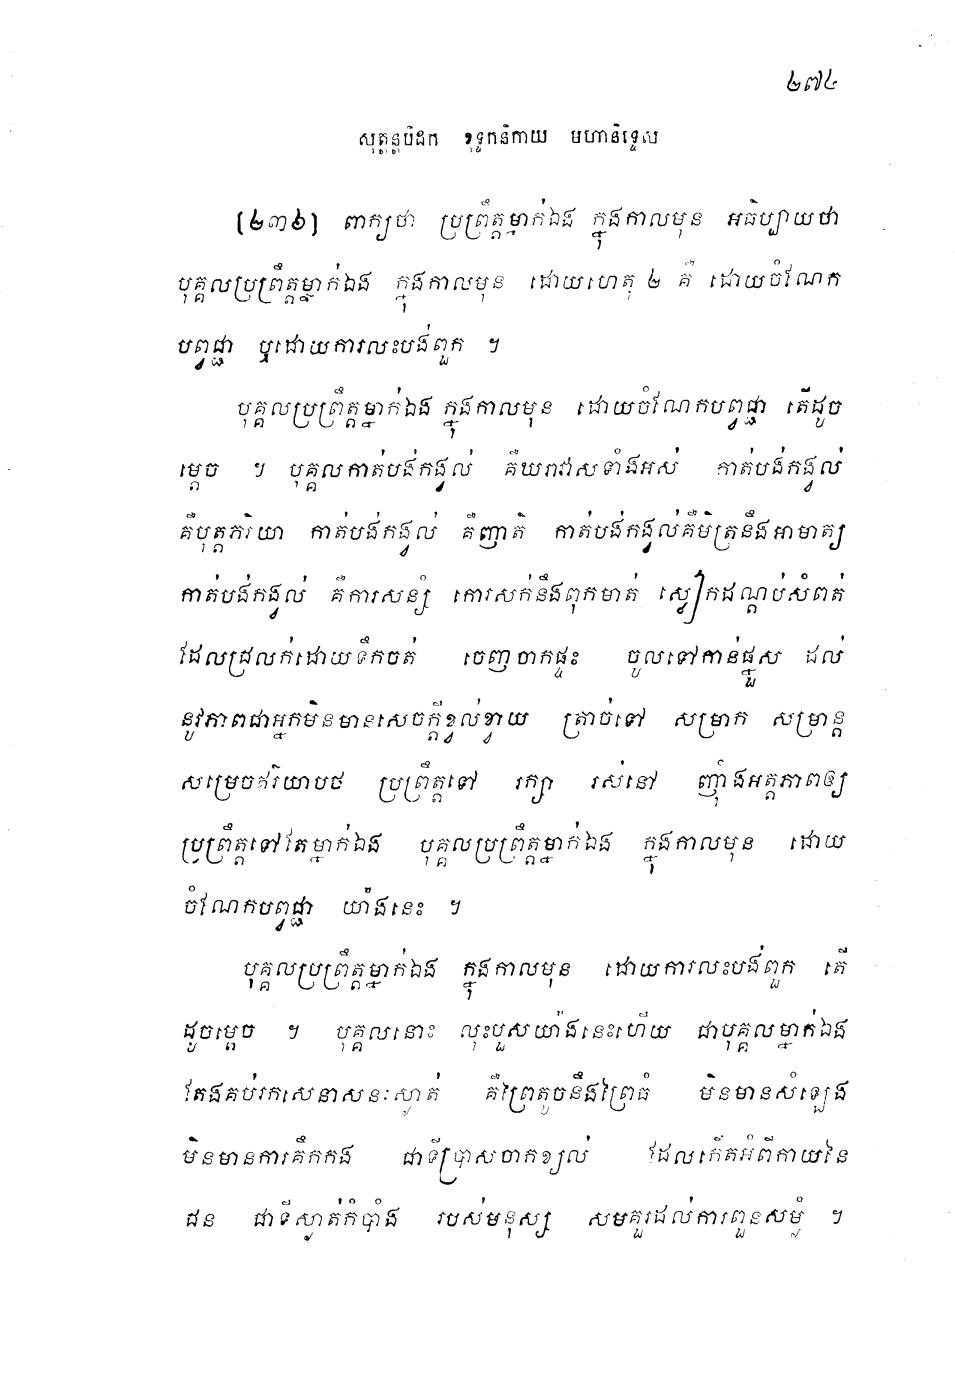 ២៧៤
សុត្តន្តបិដក ខុទ្ទកនិកាយ មហានិទ្ទេស
[២៣៦] ពាក្យថា ប្រព្រឹត្តម្នាក់ឯង ក្នុងកាលមុន អធិប្បាយថា
បុគ្គលប្រព្រឹត្តម្នាក់ឯង ក្នុងកាលមុន ដោយហេតុ ២ គឺ ដោយចំណែក
បព្វជ្ជា ឬដោយការលះបង់ពួក ។
បុគ្គលប្រព្រឹត្តម្នាក់ឯង ក្នុងកាលមុន ដោយចំណែកបព្វជ្ជា តើដូច
ម្តេច ។ បុគ្គលកាត់បង់កង្វល់ គឺឃរាវាសទាំងអស់ កាត់បង់កង្វល់
គឺបុត្តភរិយា កាត់បង់កង្វល់ គឺញាតិ កាត់បង់កង្វល់គឺមិត្រនឹងអាមាត្យ
កាត់បង់កង្វល់ គឺការសន្សំ កោរសក់នឹងពុកមាត់ ស្លៀកដណ្តប់សំពត់
ដែលជ្រលក់ដោយទឹកចត់ ចេញចាកផ្ទះ ចូលទៅកាន់ផ្នួស ដល់
នូវភាពជាអ្នកមិនមានសេចក្តីខ្វល់ខ្វាយ ត្រាច់ទៅ សម្រាក សម្រាន្ត
សម្រេចឥរិយាបថ ប្រព្រឹត្តទៅ រក្សា រស់នៅ ញ៉ាំងអត្តភាពឲ្យ
ប្រព្រឹត្តទៅតែម្នាក់ឯង បុគ្គលប្រព្រឹត្តម្នាក់ឯង ក្នុងកាលមុន ដោយ
ចំណែកបព្វជ្ជា យ៉ាងនេះ ។
បុគ្គលប្រព្រឹត្តម្នាក់ឯង ក្នុងកាលមុន ដោយការលះបង់ពួក តើ
ដូចម្តេច ។ បុគ្គលនោះ លុះបួសយ៉ាងនេះហើយ ជាបុគ្គលម្នាក់ឯង
តែងគប់រកសេនាសនៈស្ងាត់ គឺព្រៃតូចនឹងព្រៃធំ មិនមានសំឡេង
មិនមានការគឹកកង ជាទីប្រាសចាកខ្យល់ ដែលកើតអំពីកាយនៃ
ជន ជាទីស្ងាត់កំបាំង របស់មនុស្ស សមគួរដល់ការពួនសម្ងំ ។